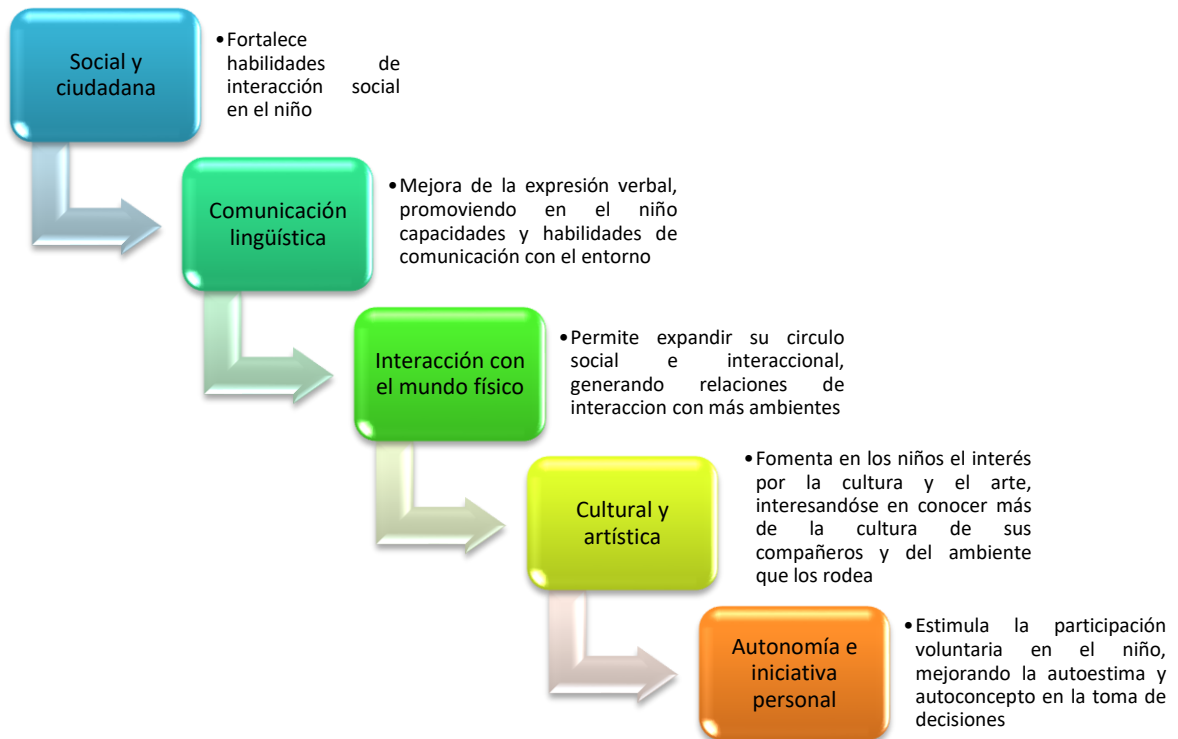 Social y
ciudadana
•Fortalece
habilidades de
interacción social
en el niño
Comunicación
lingüística
•Mejora de la expresión verbal,
promoviendo en el niño
capacidades y habilidades de
comunicación con el entorno
Interacción con
el mundo físico
•Permite expandir su circulo
social e interaccional,
generando relaciones de
interaccion con más ambientes
Cultural y
artística
•Fomenta en los niños el interés
por la cultura y el arte,
interesandóse en conocer más
de la cultura de sus
compañeros y del ambiente
que los rodea
Autonomía e
iniciativa
personal
•Estimula la participación
voluntaria en el niño,
mejorando la autoestima y
autoconcepto en la toma de
decisiones